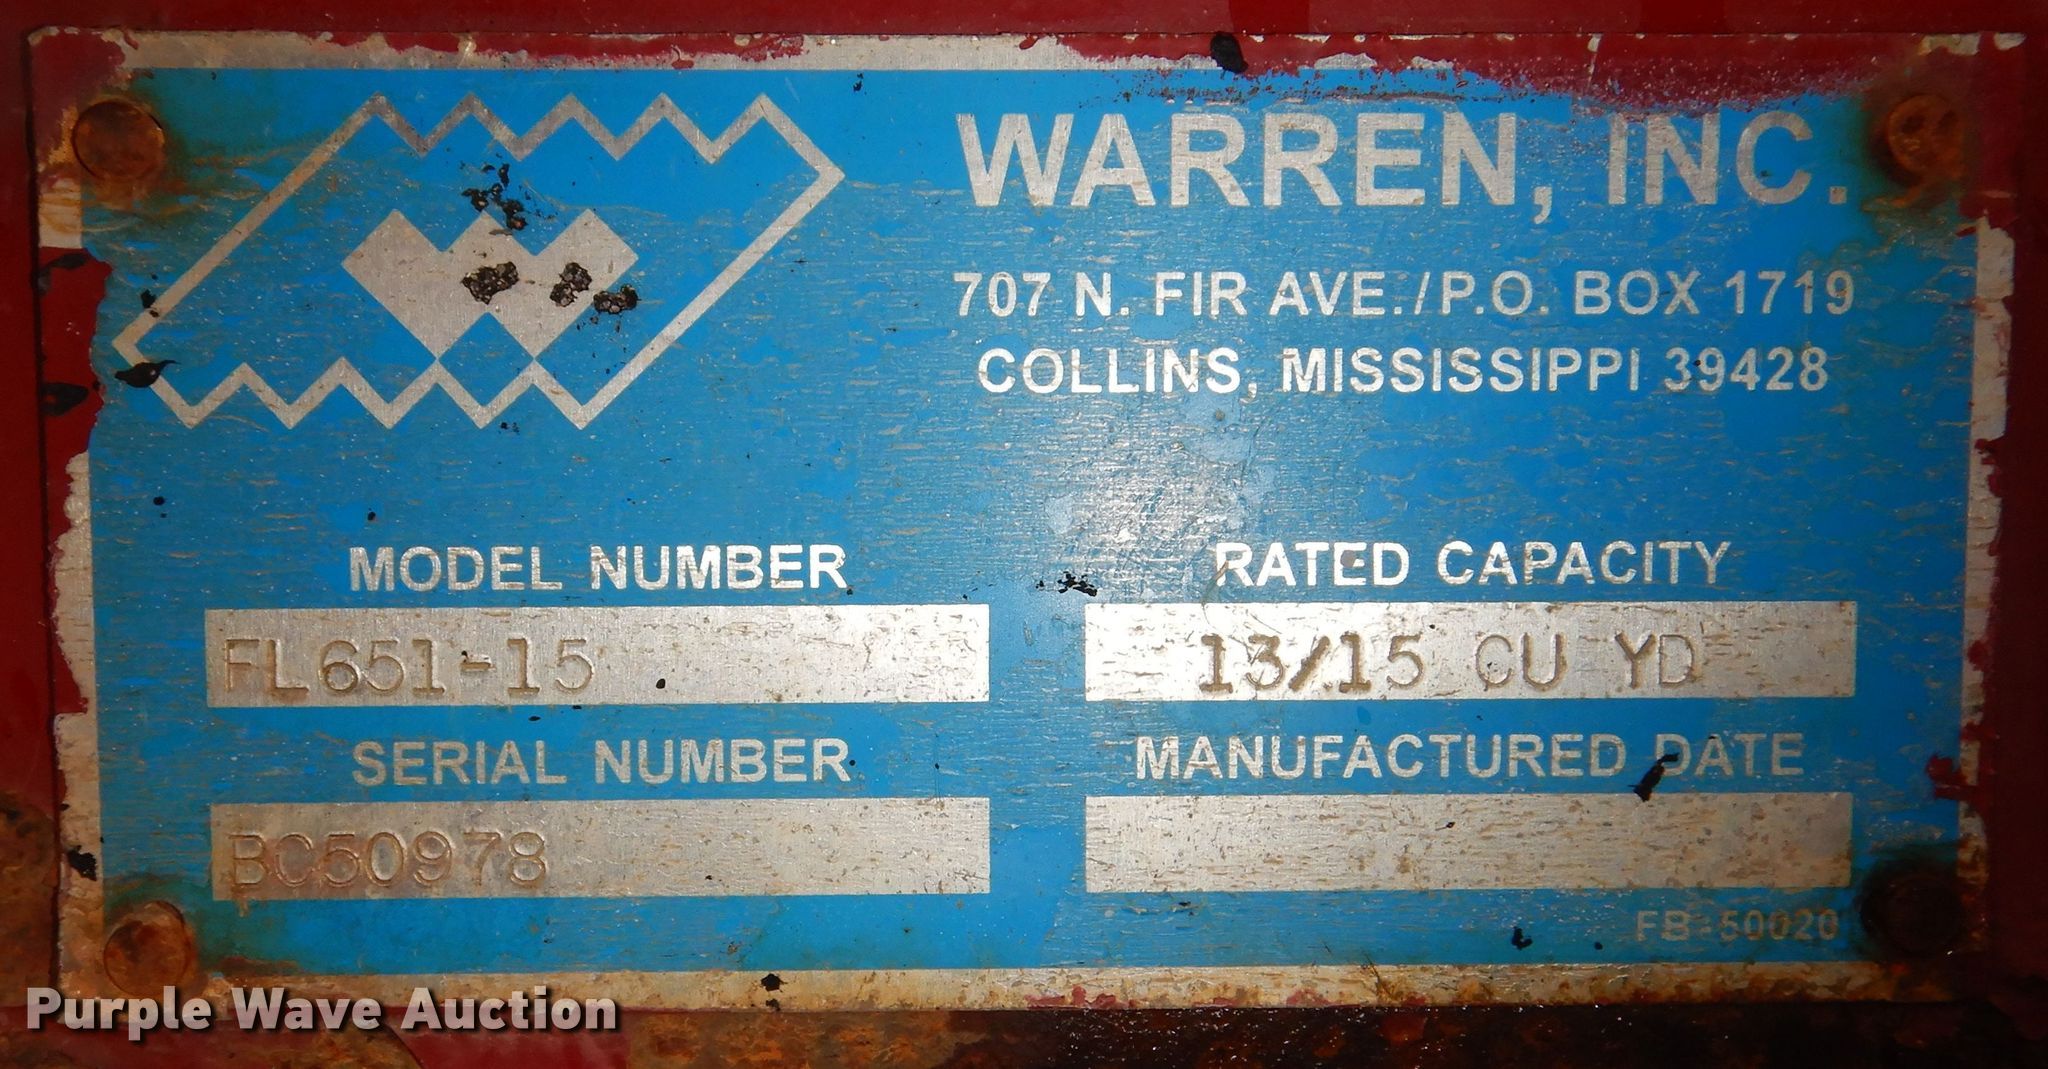 WARREN, INC.
707 N. FIR AVE./P.O. BOX 1719
COLLINS, MISSISSIPPI 39428
MODEL NUMBER
FL651-15
RATED CAPACITY
13/15 CU YD
SERIAL NUMBER
BC50978
MANUFACTURED DATE
FB-50020
Purple Wave Auction